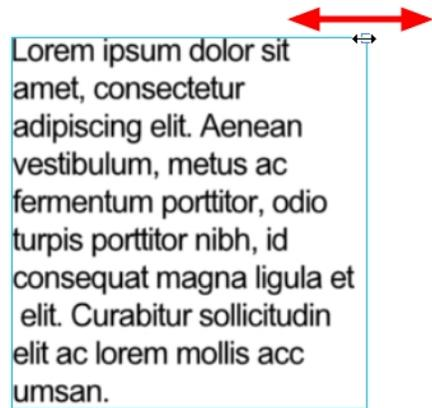 Lorem ipsum dolor sit
amet, consectetur
adipiscing elit. Aenean
vestibulum, metus ac
fermentum porttitor, odio
turpis porttitor nibh, id
consequat magna ligula et
elit. Curabitur sollicitudin
elit ac lorem mollis acc
umsan.